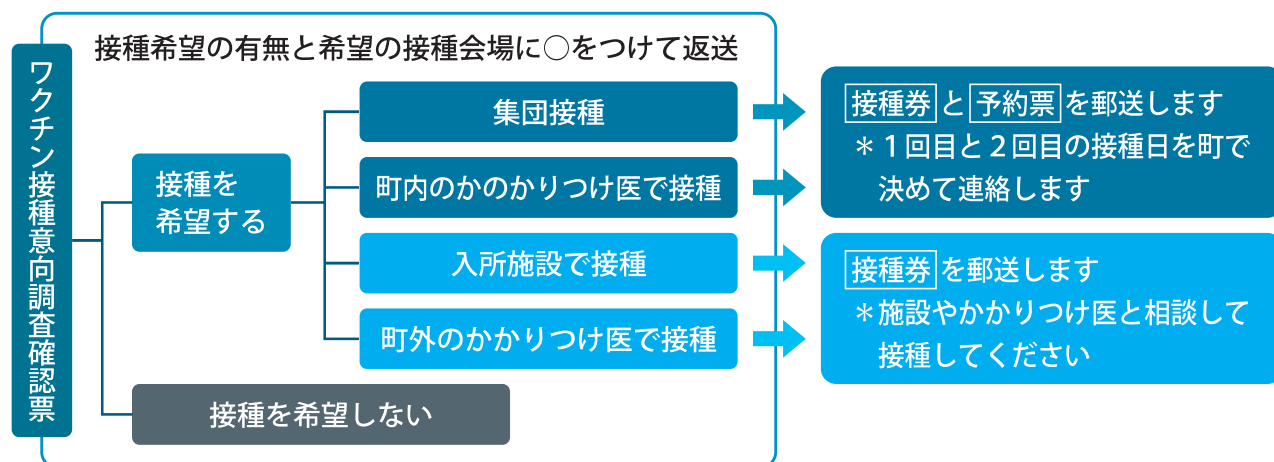 ワクチン接種意向調査確認票
接種希望の有無と希望の接種会場に○をつけて返送
接種を
希望する
集団接種
町内のかのかりつけ医で接種
入所施設で接種
町外のかかりつけ医で接種
接種を希望しない
接種券と予約票を郵送します
＊１回目と２回目の接種日を町で
決めて連絡します
接種券を郵送します
＊施設やかかりつけ医と相談して
接種してください